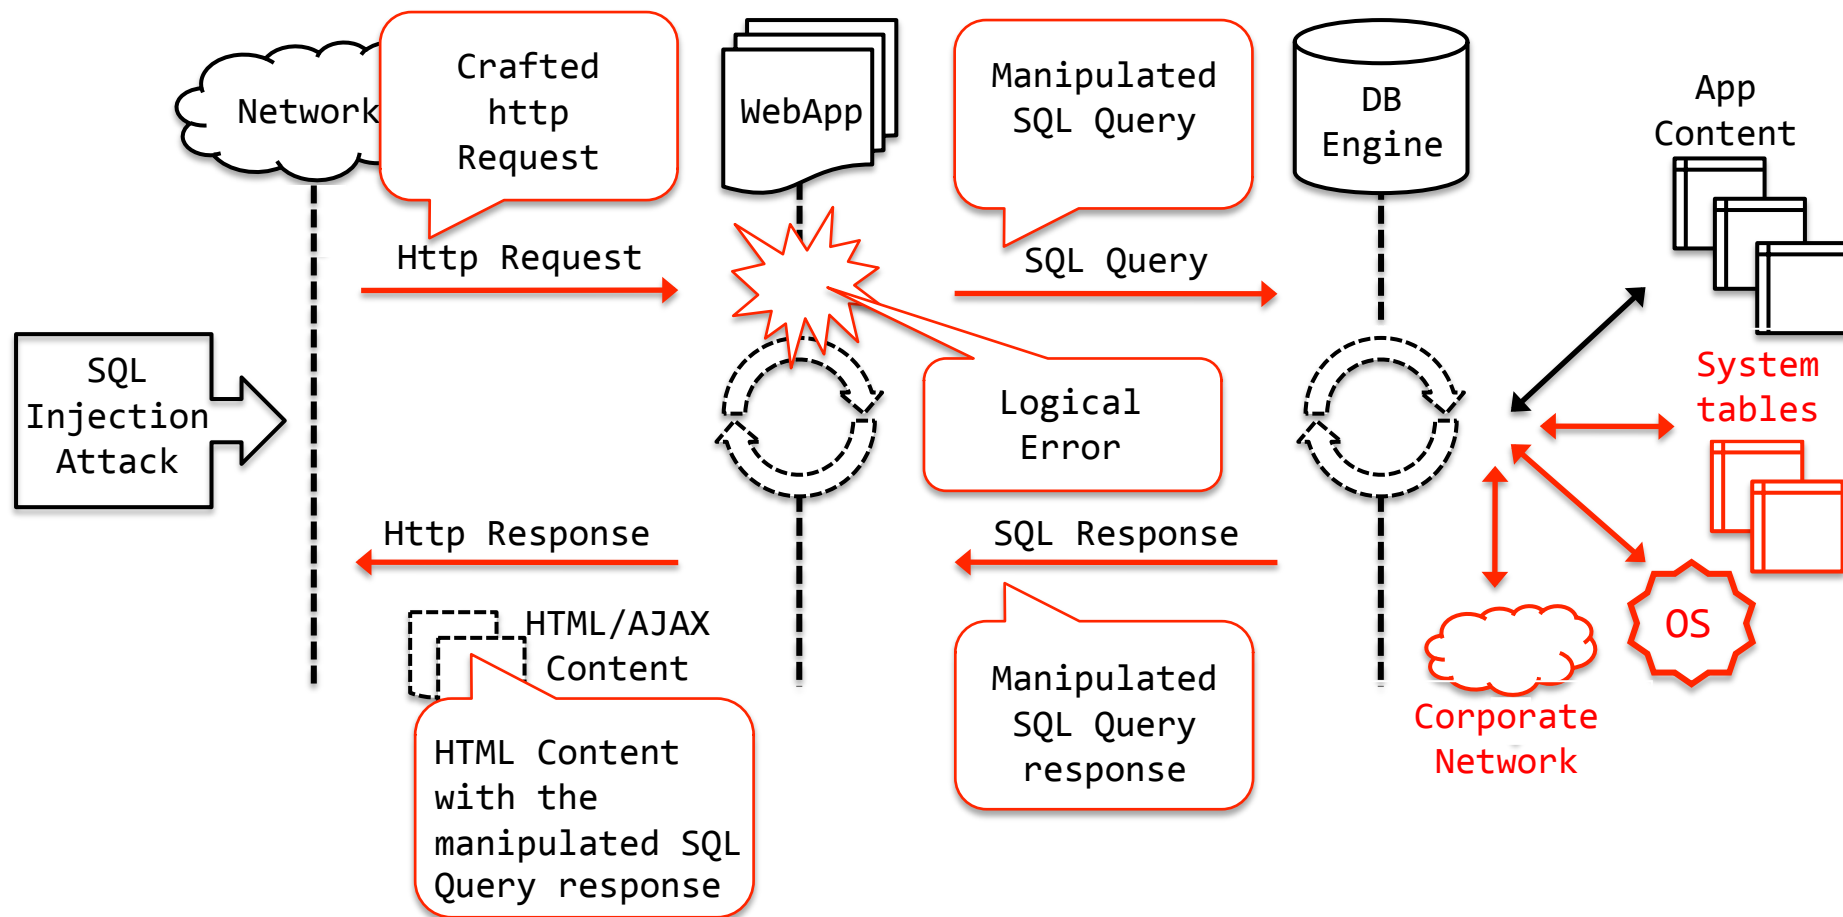 Network
Crafted
http
Request
WebApp
Manipulated
SQL Query
DB
Engine
App
Content
Http Request
SQL Query
SQL
Injection
Attack
Logical
Error
System
tables
Http Response
SQL Response
HTML/AJAX
Content
OS
Manipulated
SQL Query
response
Corporate
Network
HTML Content
with the
manipulated SQL
Query response